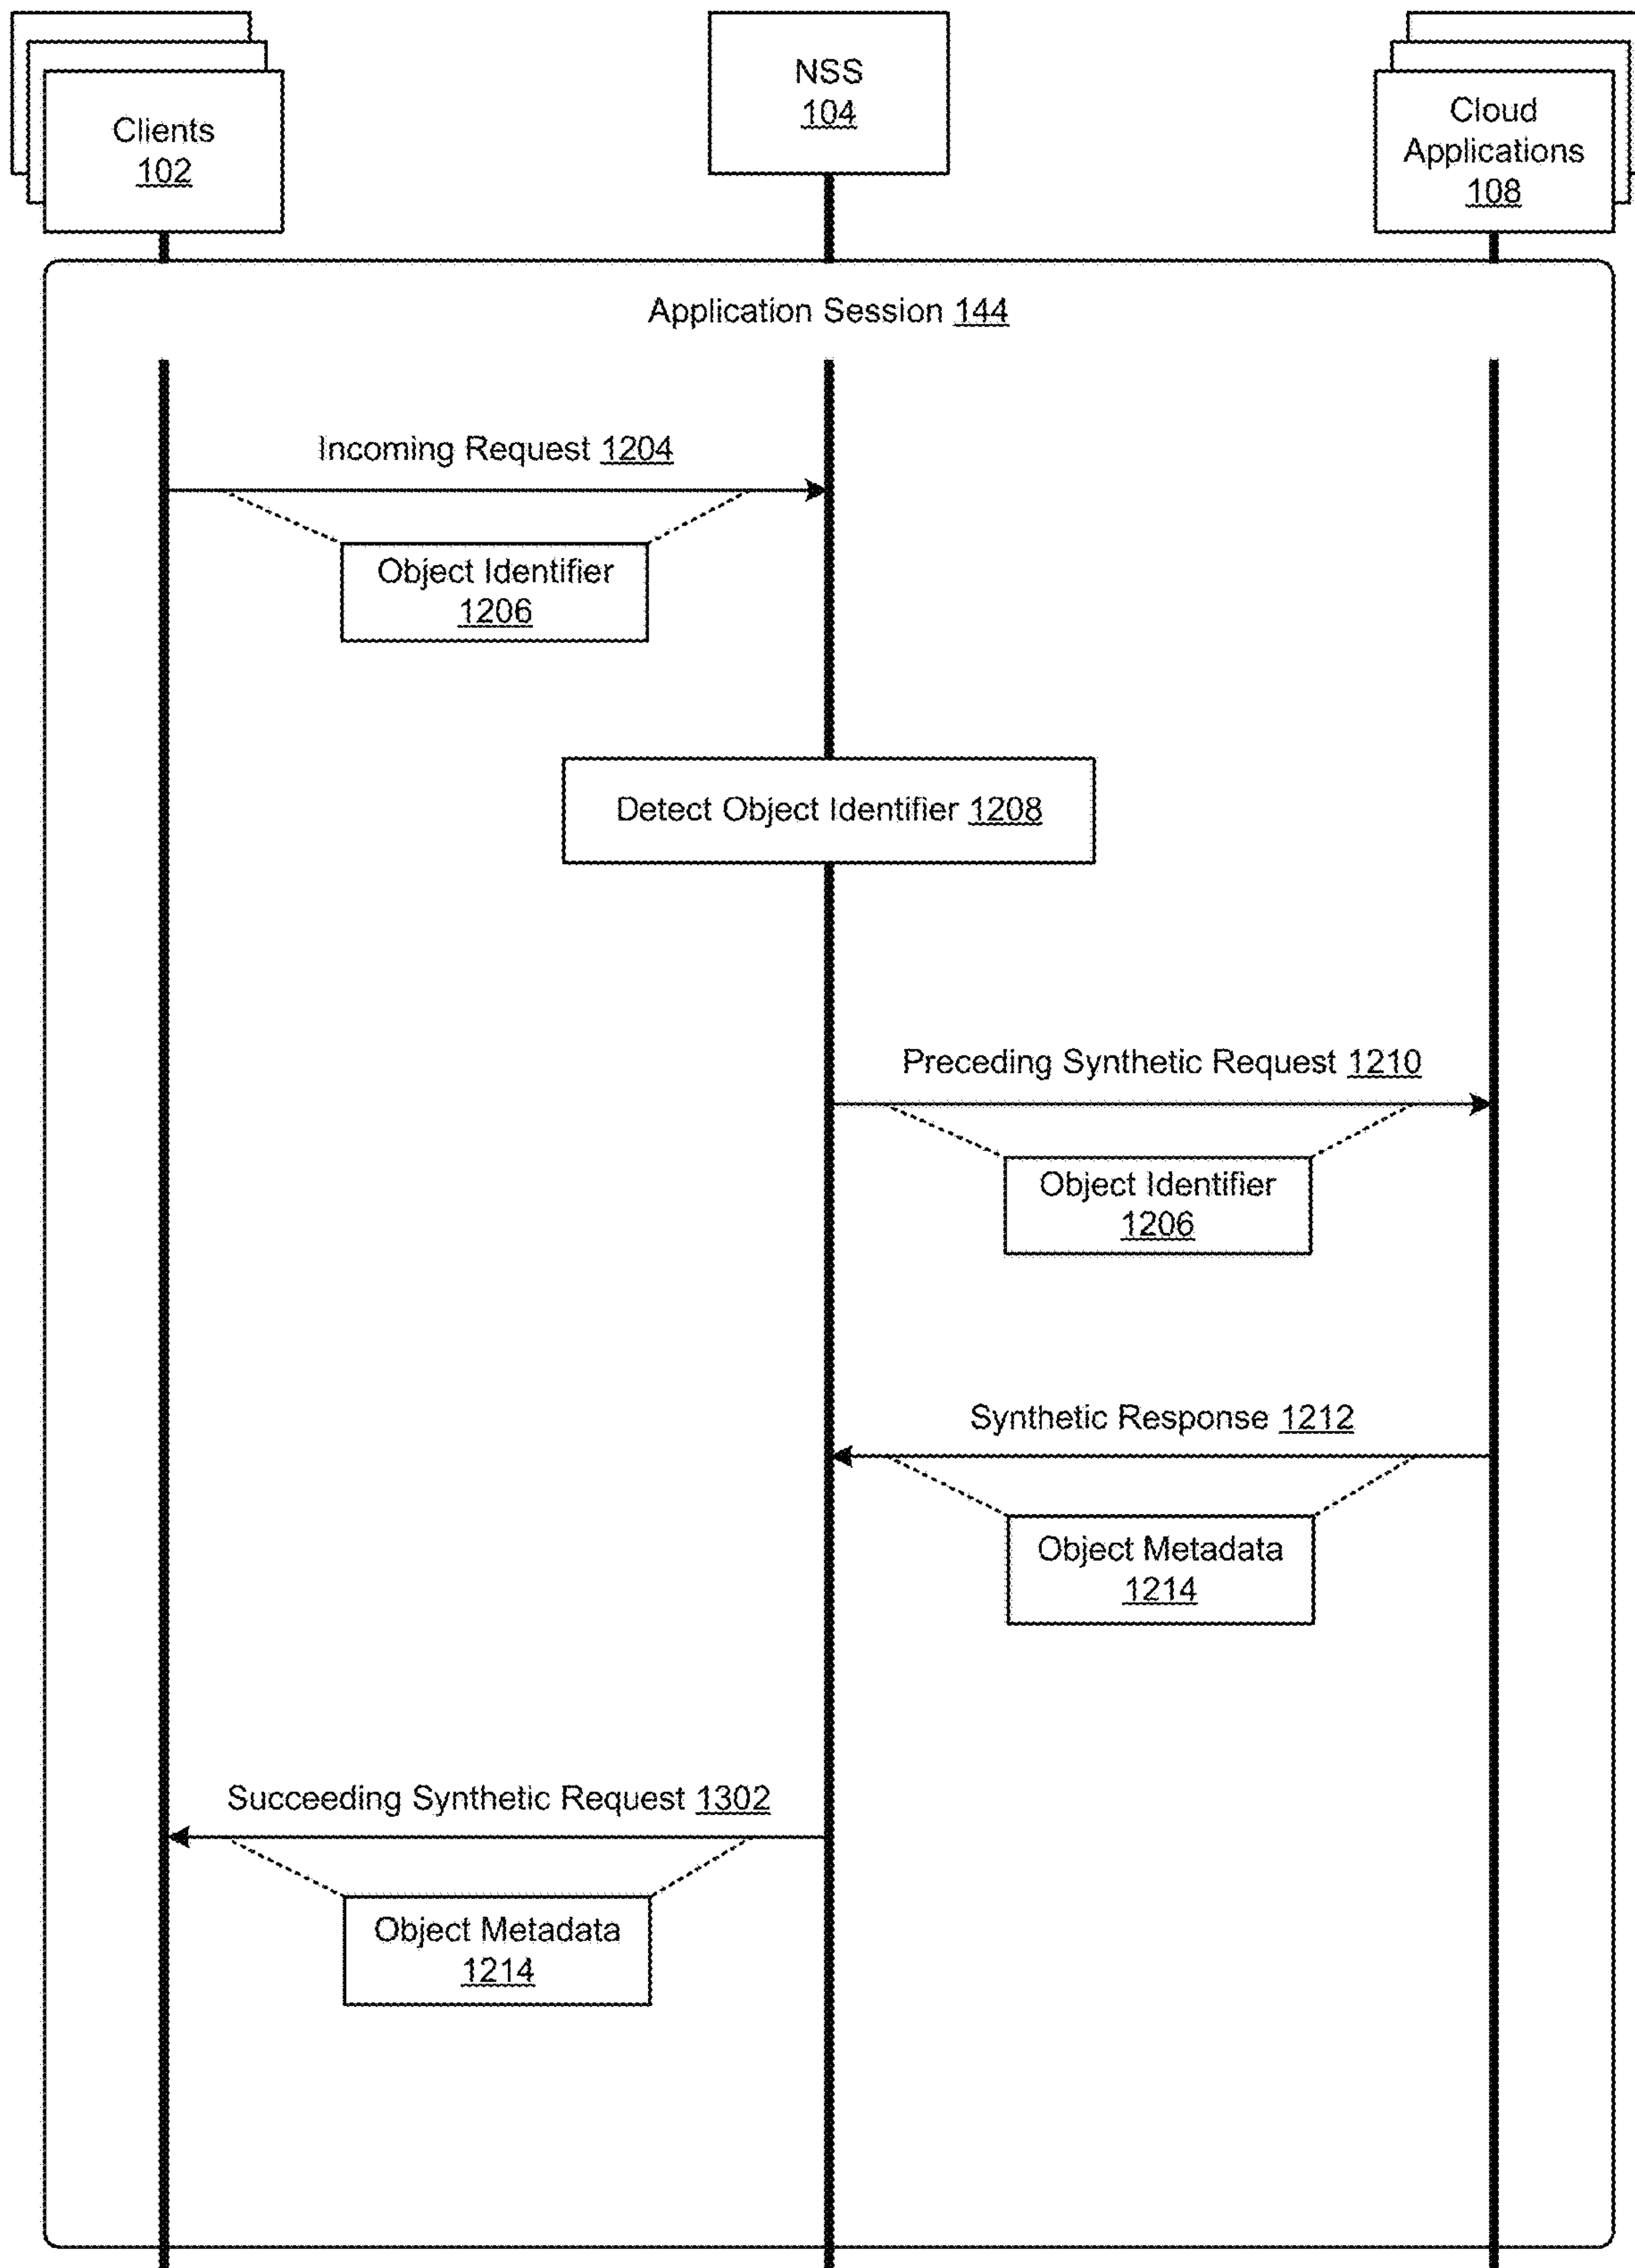 Clients
102
NSS
104
Cloud
Applications
108
Application Session 144
Incoming Request 1204
Object Identifier
1206
Detect Object Identifier 1208
Preceding Synthetic Request 1210
Object Identifier
1206
Synthetic Response 1212
Object Metadata
1214
Succeeding Synthetic Request 1302
Object Metadata
1214